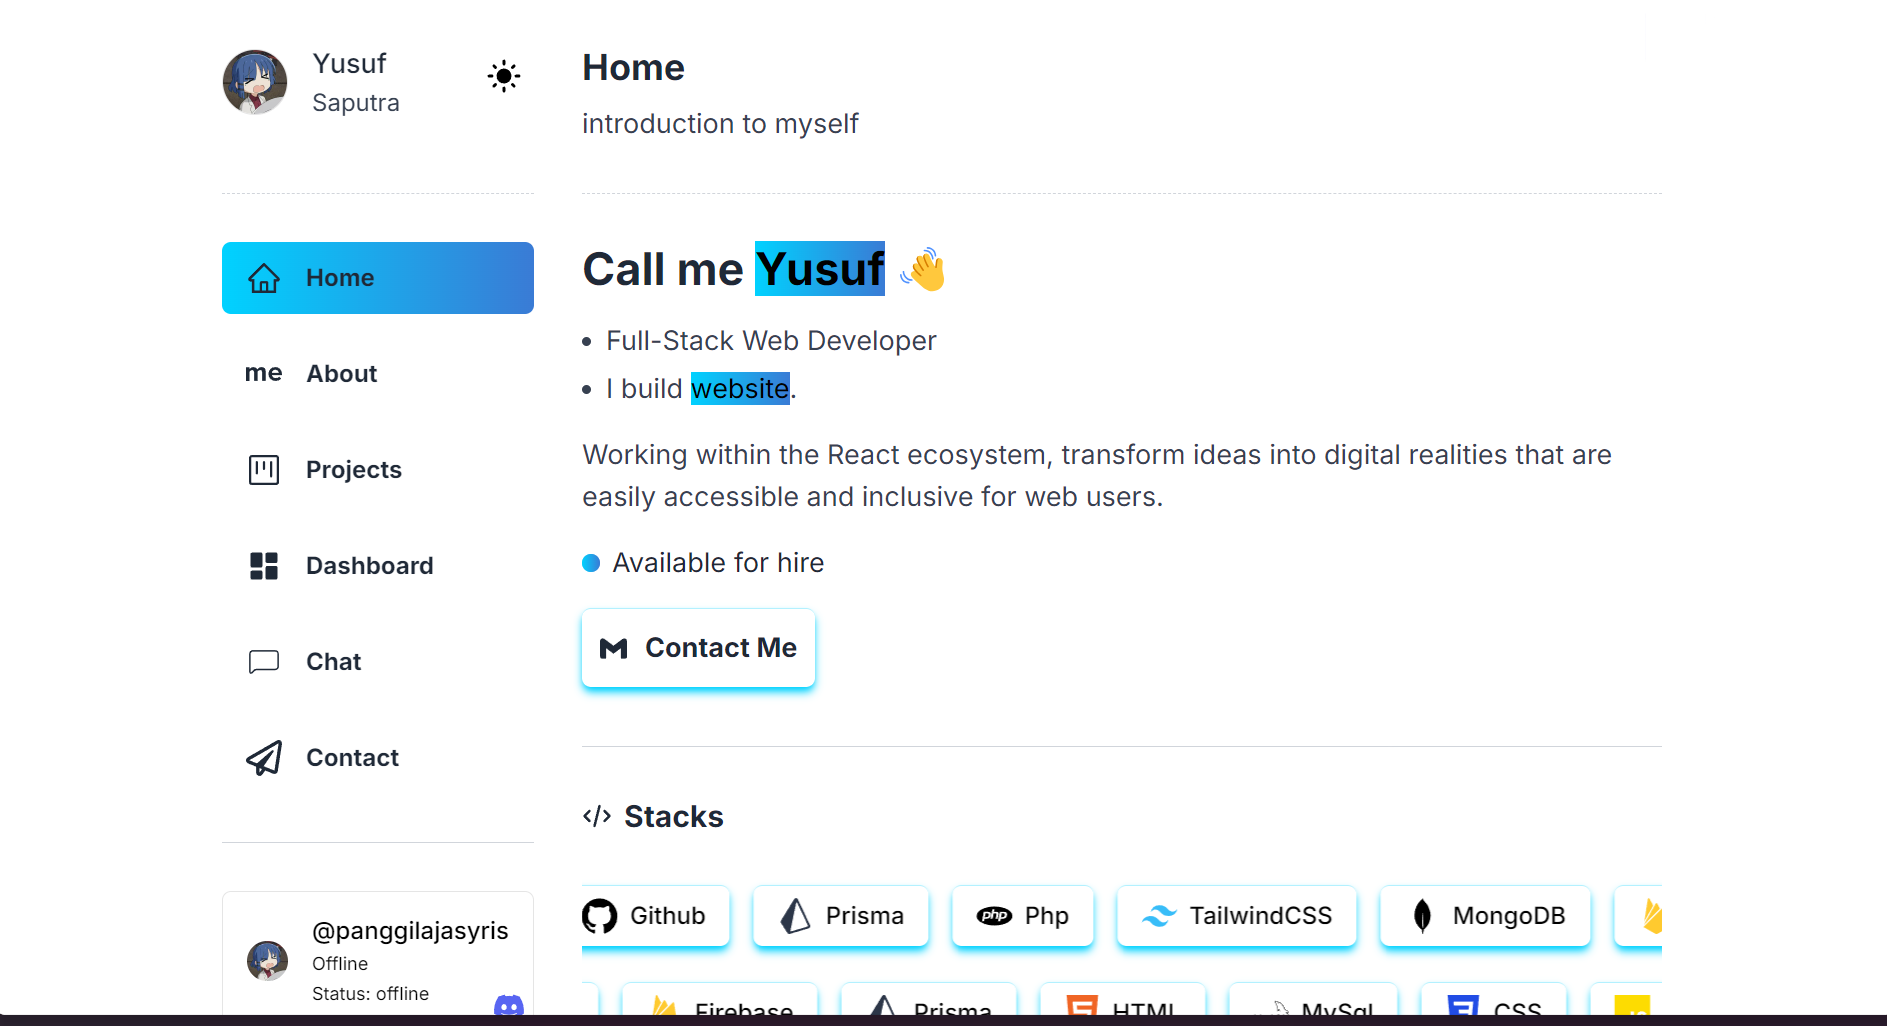 Yusuf
Saputra
Home
introduction to myself
Home
me About
Projects
Dashboard
Chat
Contact
@panggilajasyris
Offline
Status: offline
Call me Yusuf 👋
• Full-Stack Web Developer
• I build website.
Working within the React ecosystem, transform ideas into digital realities that are
easily accessible and inclusive for web users.
Available for hire
Contact Me
</> Stacks
Github Prisma php Php TailwindCSS MongoDB
Firebase Prisma HTML MySql CSS JS